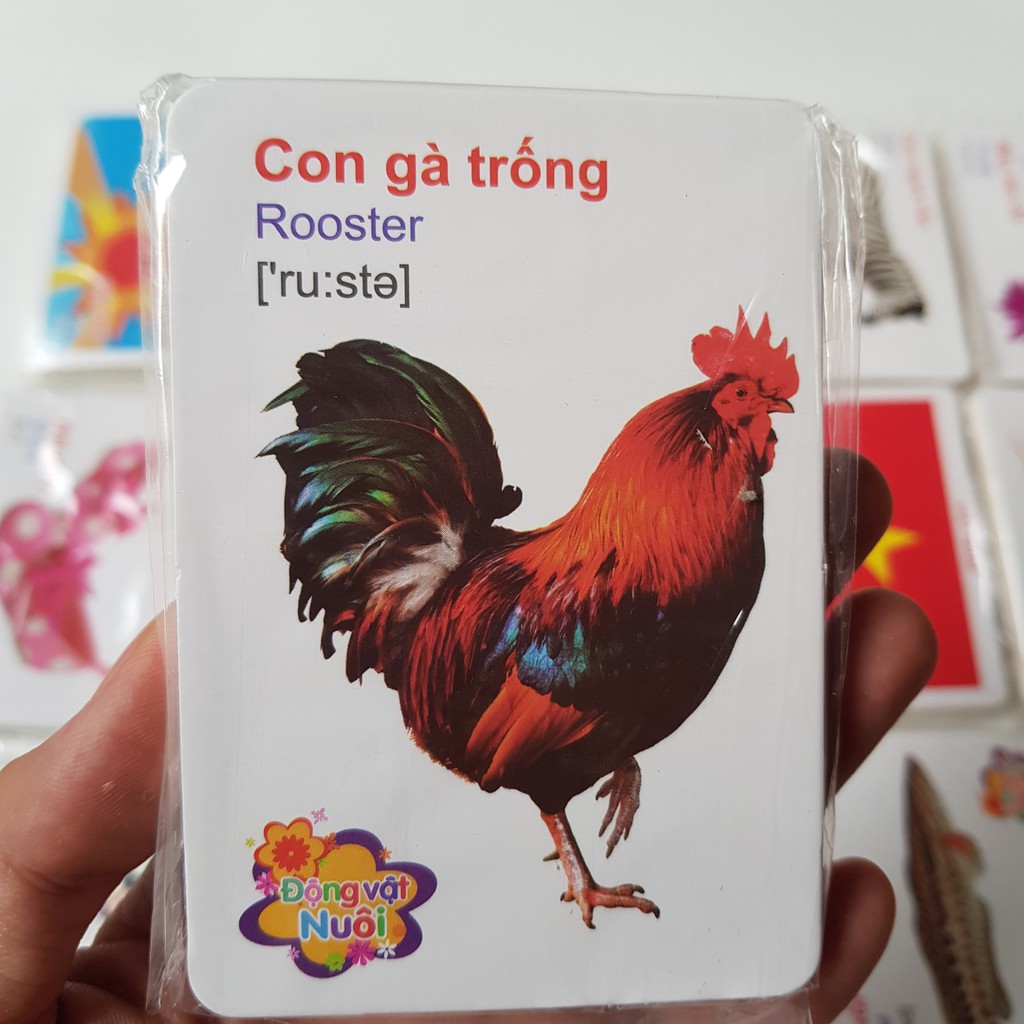 Con gà trống
Rooster
['ru:stə]
Động vật
Nuôi